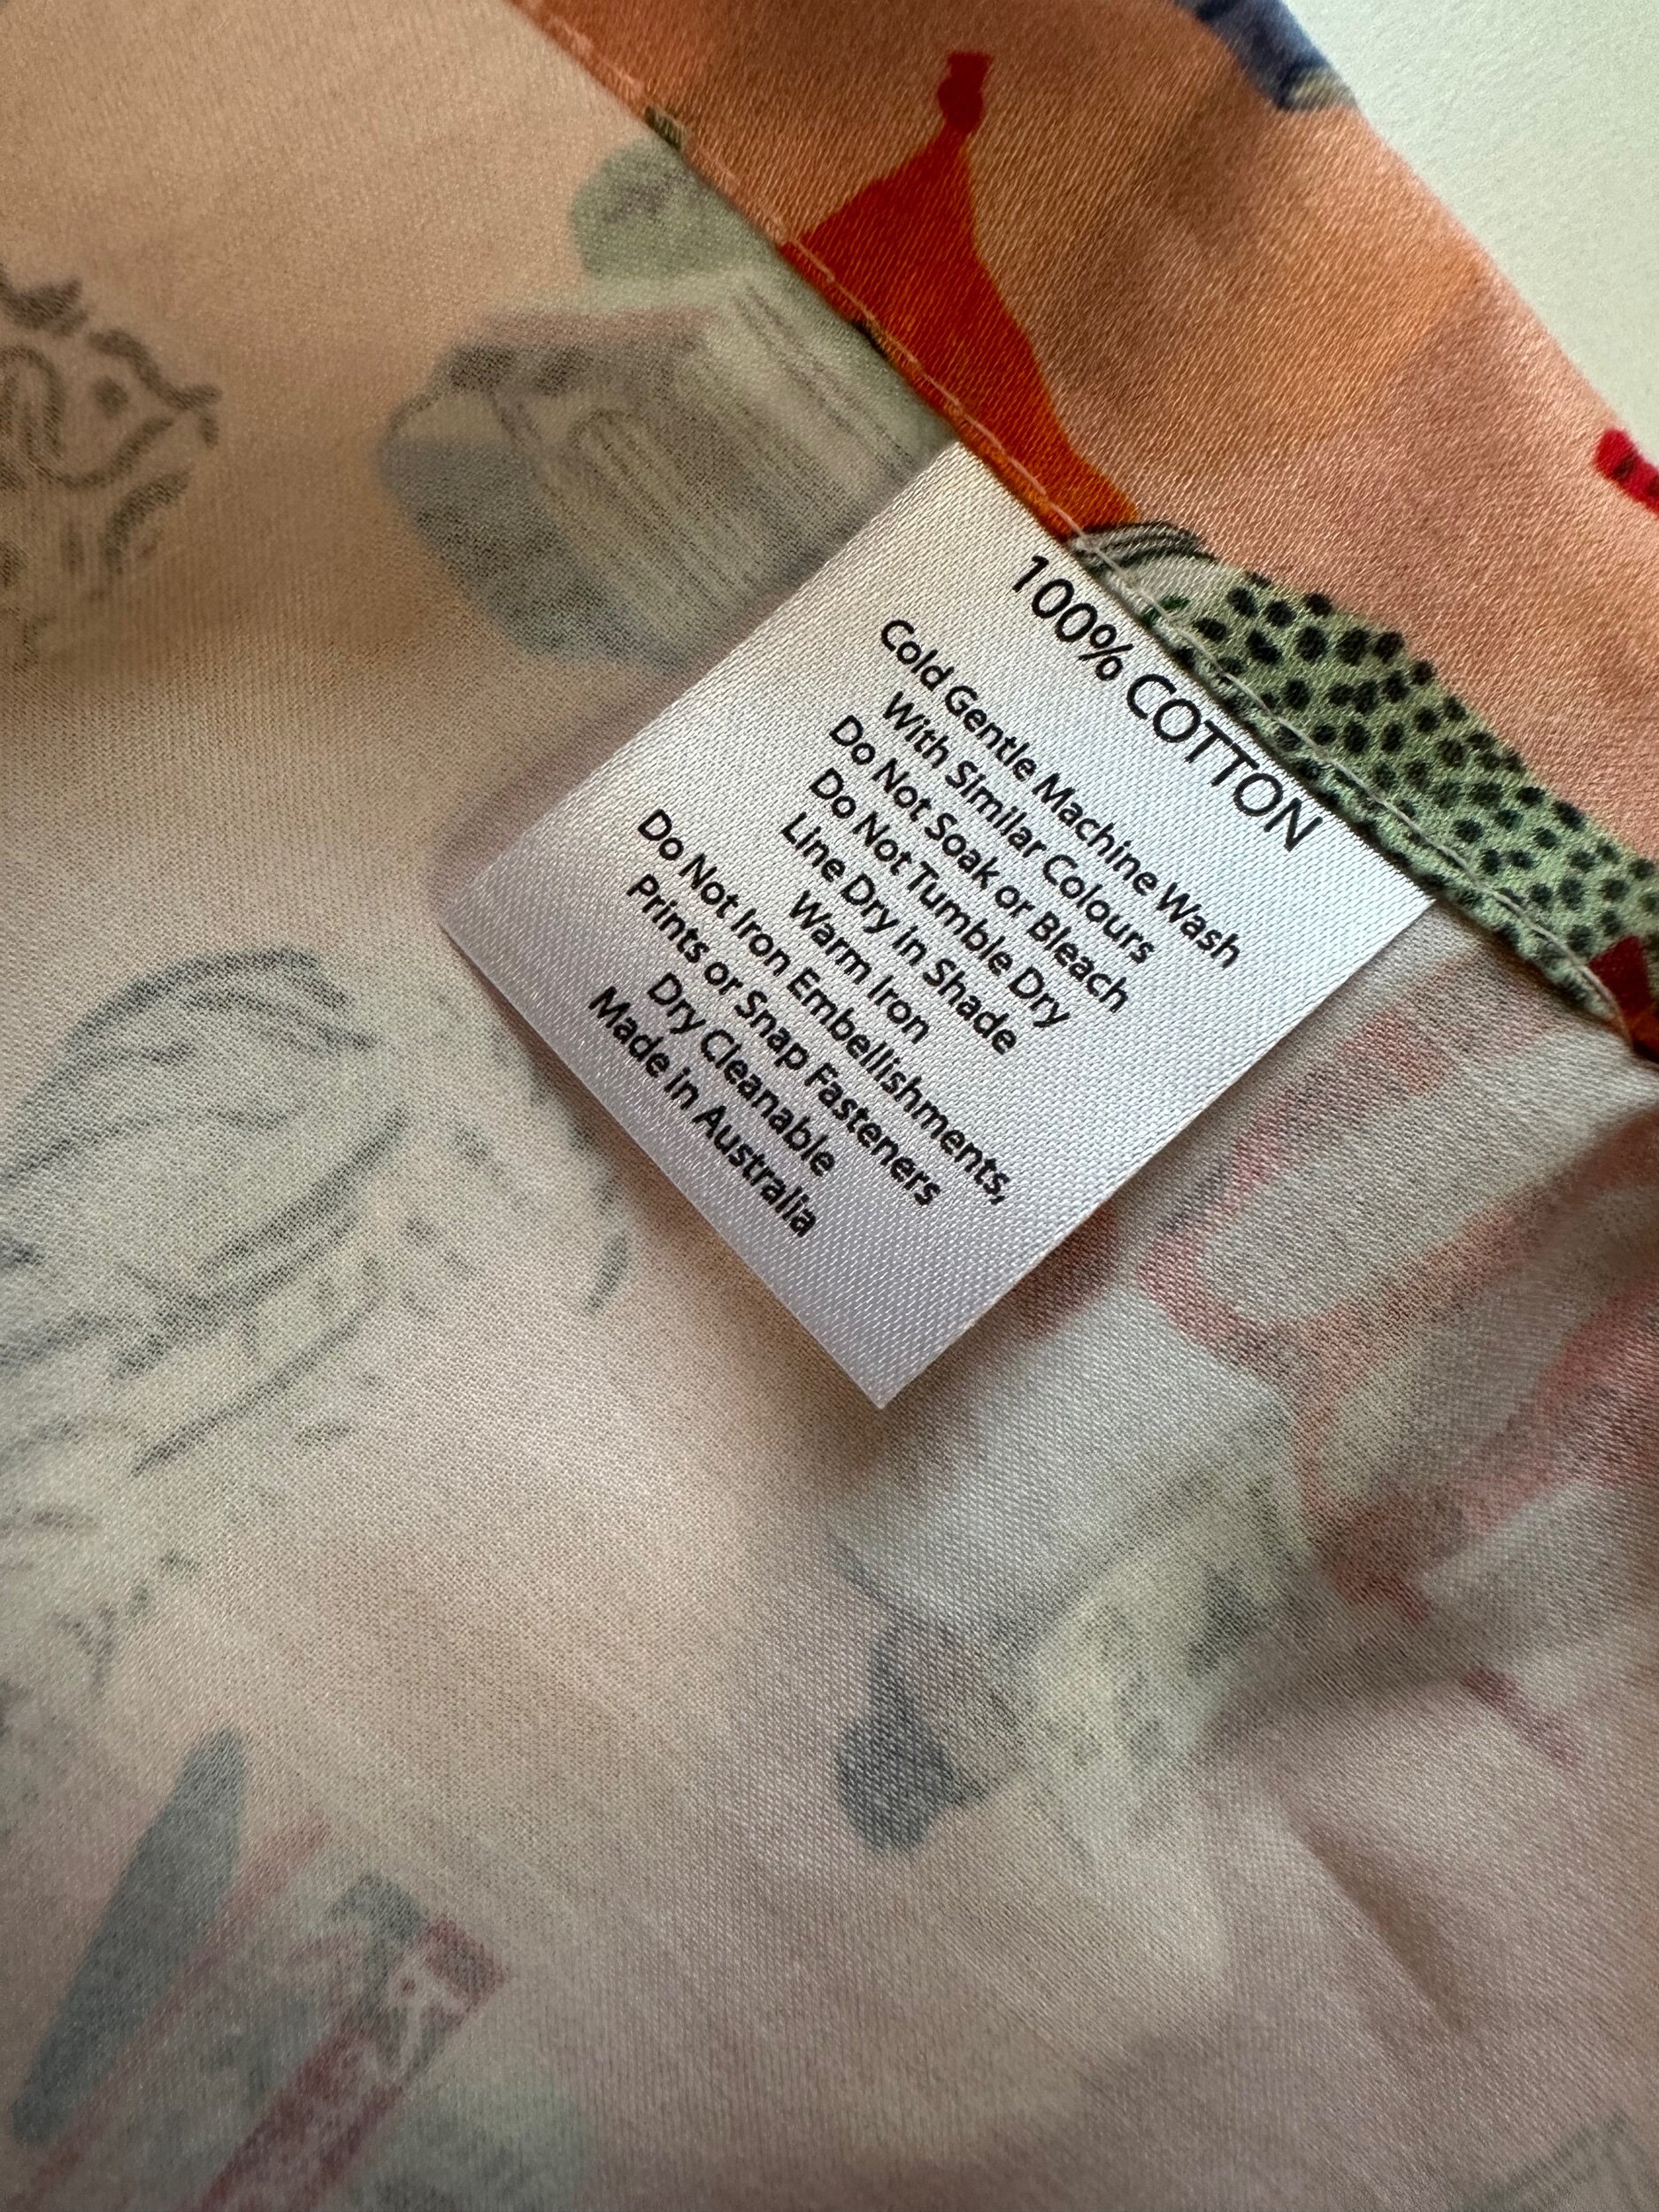 100% COTTON
Cold Gentle Machine Wash
With SImilar Colours
Do Not Soak or Bleach
Do Not Tumble Dry
Line Dry in Shade
Warm Iron
Do Not Iron Embellishments,
Prints or Snap Fasteners
Dry Cleanable
Made in Australia